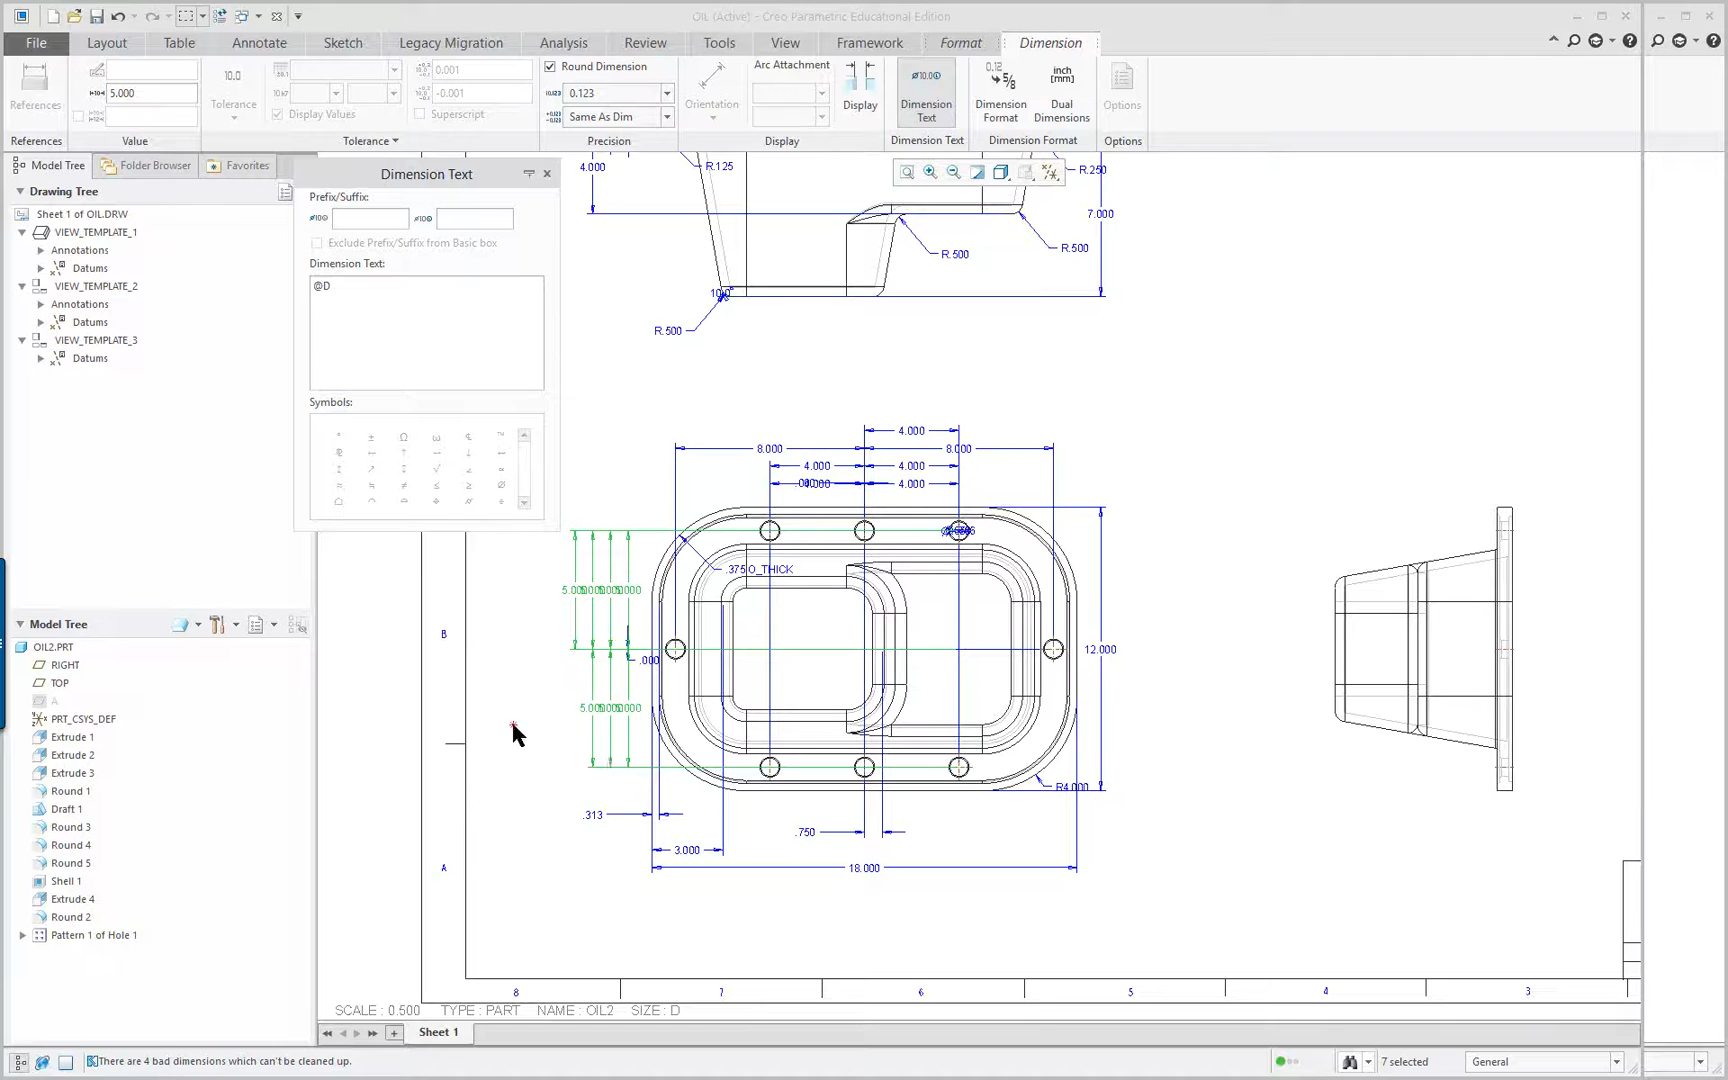 OIL (Active) - Creo Parametric Educational Edition
File
Layout
Table
Annotate
Sketch
Legacy Migration
Analysis
Review
Tools
View
Framework
Format
Dimension
References
5.000
10.0
Tolerance
Display Values
0.001
-0.001
Superscript
Round Dimension
0.123
Same As Dim
Orientation
Arc Attachment
Display
Dimension
Text
Dimension
Format
inch
[mm]
Dual
Dimensions
Options
References
Value
Tolerance
Precision
Display
Dimension Text
Dimension Format
Options
Model Tree
Folder Browser
Favorites
Drawing Tree
Sheet 1 of OIL.DRW
VIEW_TEMPLATE_1
Annotations
Datums
VIEW_TEMPLATE_2
Annotations
Datums
VIEW_TEMPLATE_3
Datums
Dimension Text
Prefix/Suffix:
Exclude Prefix/Suffix from Basic box
Dimension Text:
@D
Symbols:
Model Tree
OIL2.PRT
RIGHT
TOP
A
PRT_CSYS_DEF
Extrude 1
Extrude 2
Extrude 3
Round 1
Draft 1
Round 3
Round 4
Round 5
Shell 1
Extrude 4
Round 2
Pattern 1 of Hole 1
4.000
R.125
R.250
7.000
R.500
R.500
R.500
4.000
8.000
8.000
4.000
4.000
4.000
.375 O_THICK
B
.000
12.000
R4.000
.313
.750
3.000
18.000
A
8
7
6
5
4
3
SCALE : 0.500 TYPE : PART NAME : OIL2 SIZE : D
Sheet 1
There are 4 bad dimensions which can't be cleaned up.
7 selected
General